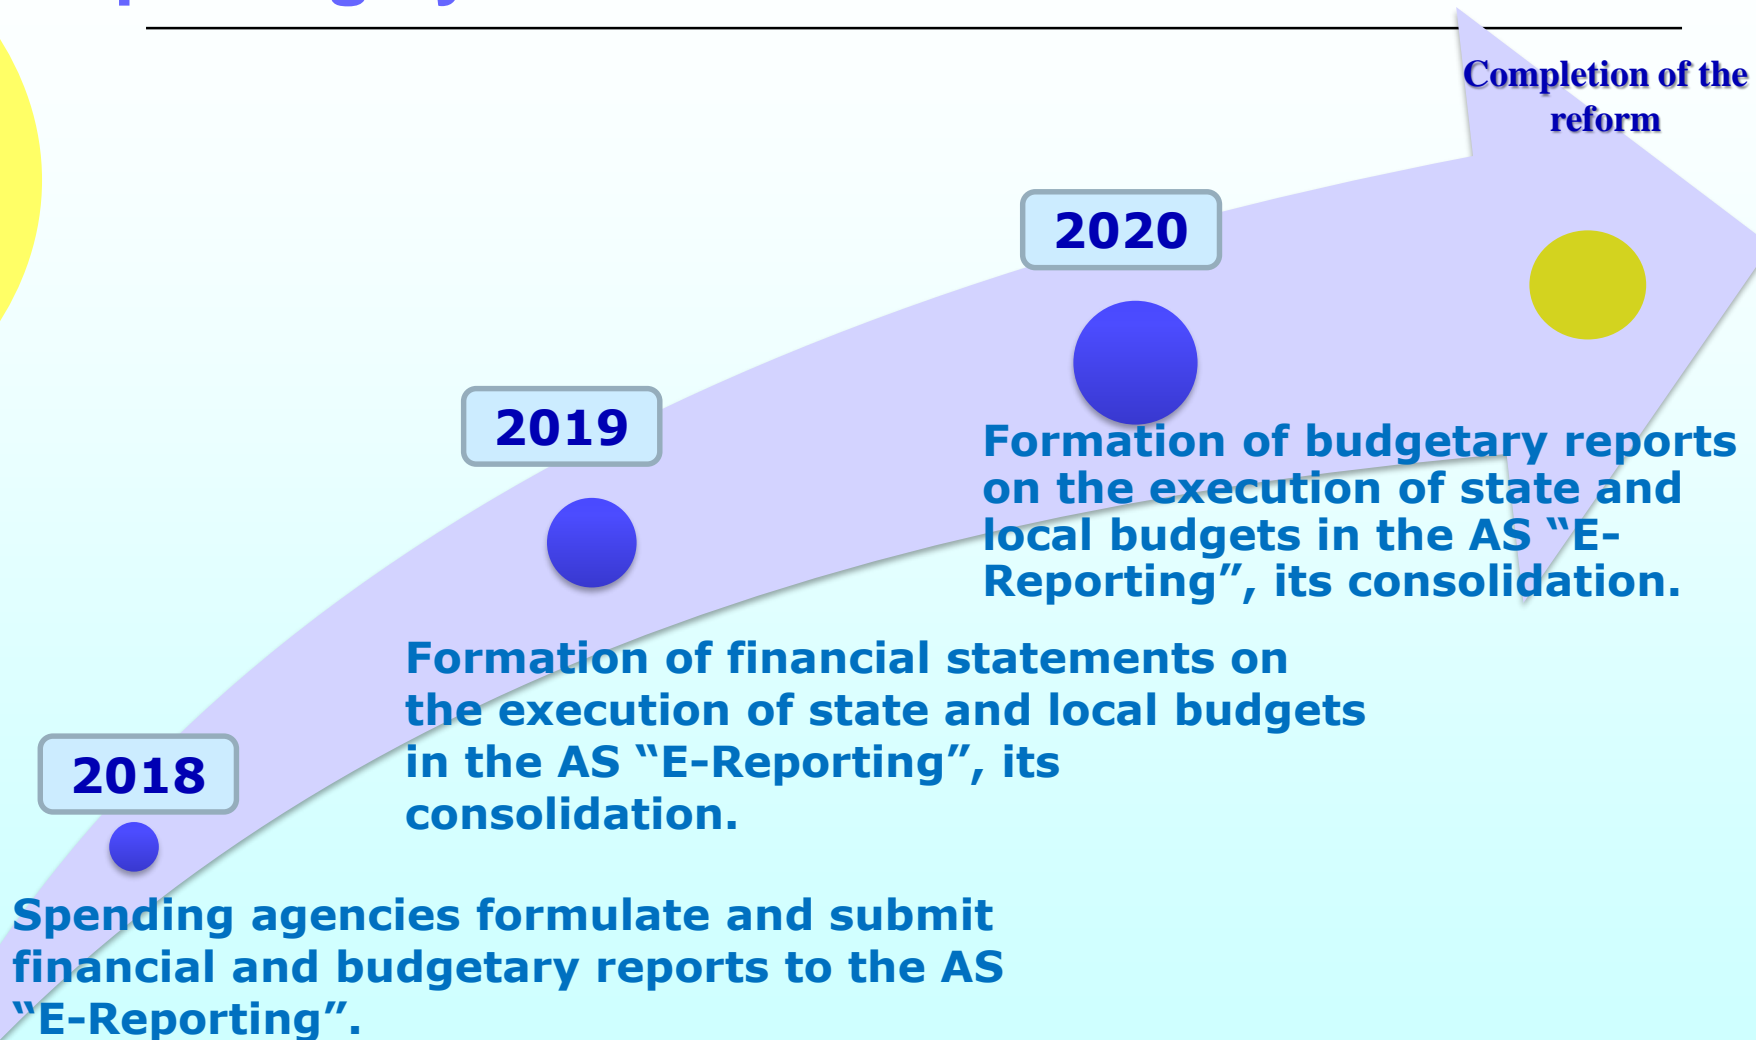 Completion of the
reform
2020
Formation of budgetary reports
on the execution of state and
local budgets in the AS “E-
Reporting”, its consolidation.
2019
Formation of financial statements on
the execution of state and local budgets
in the AS “E-Reporting”, its
consolidation.
2018
Spending agencies formulate and submit
financial and budgetary reports to the AS
“E-Reporting”.